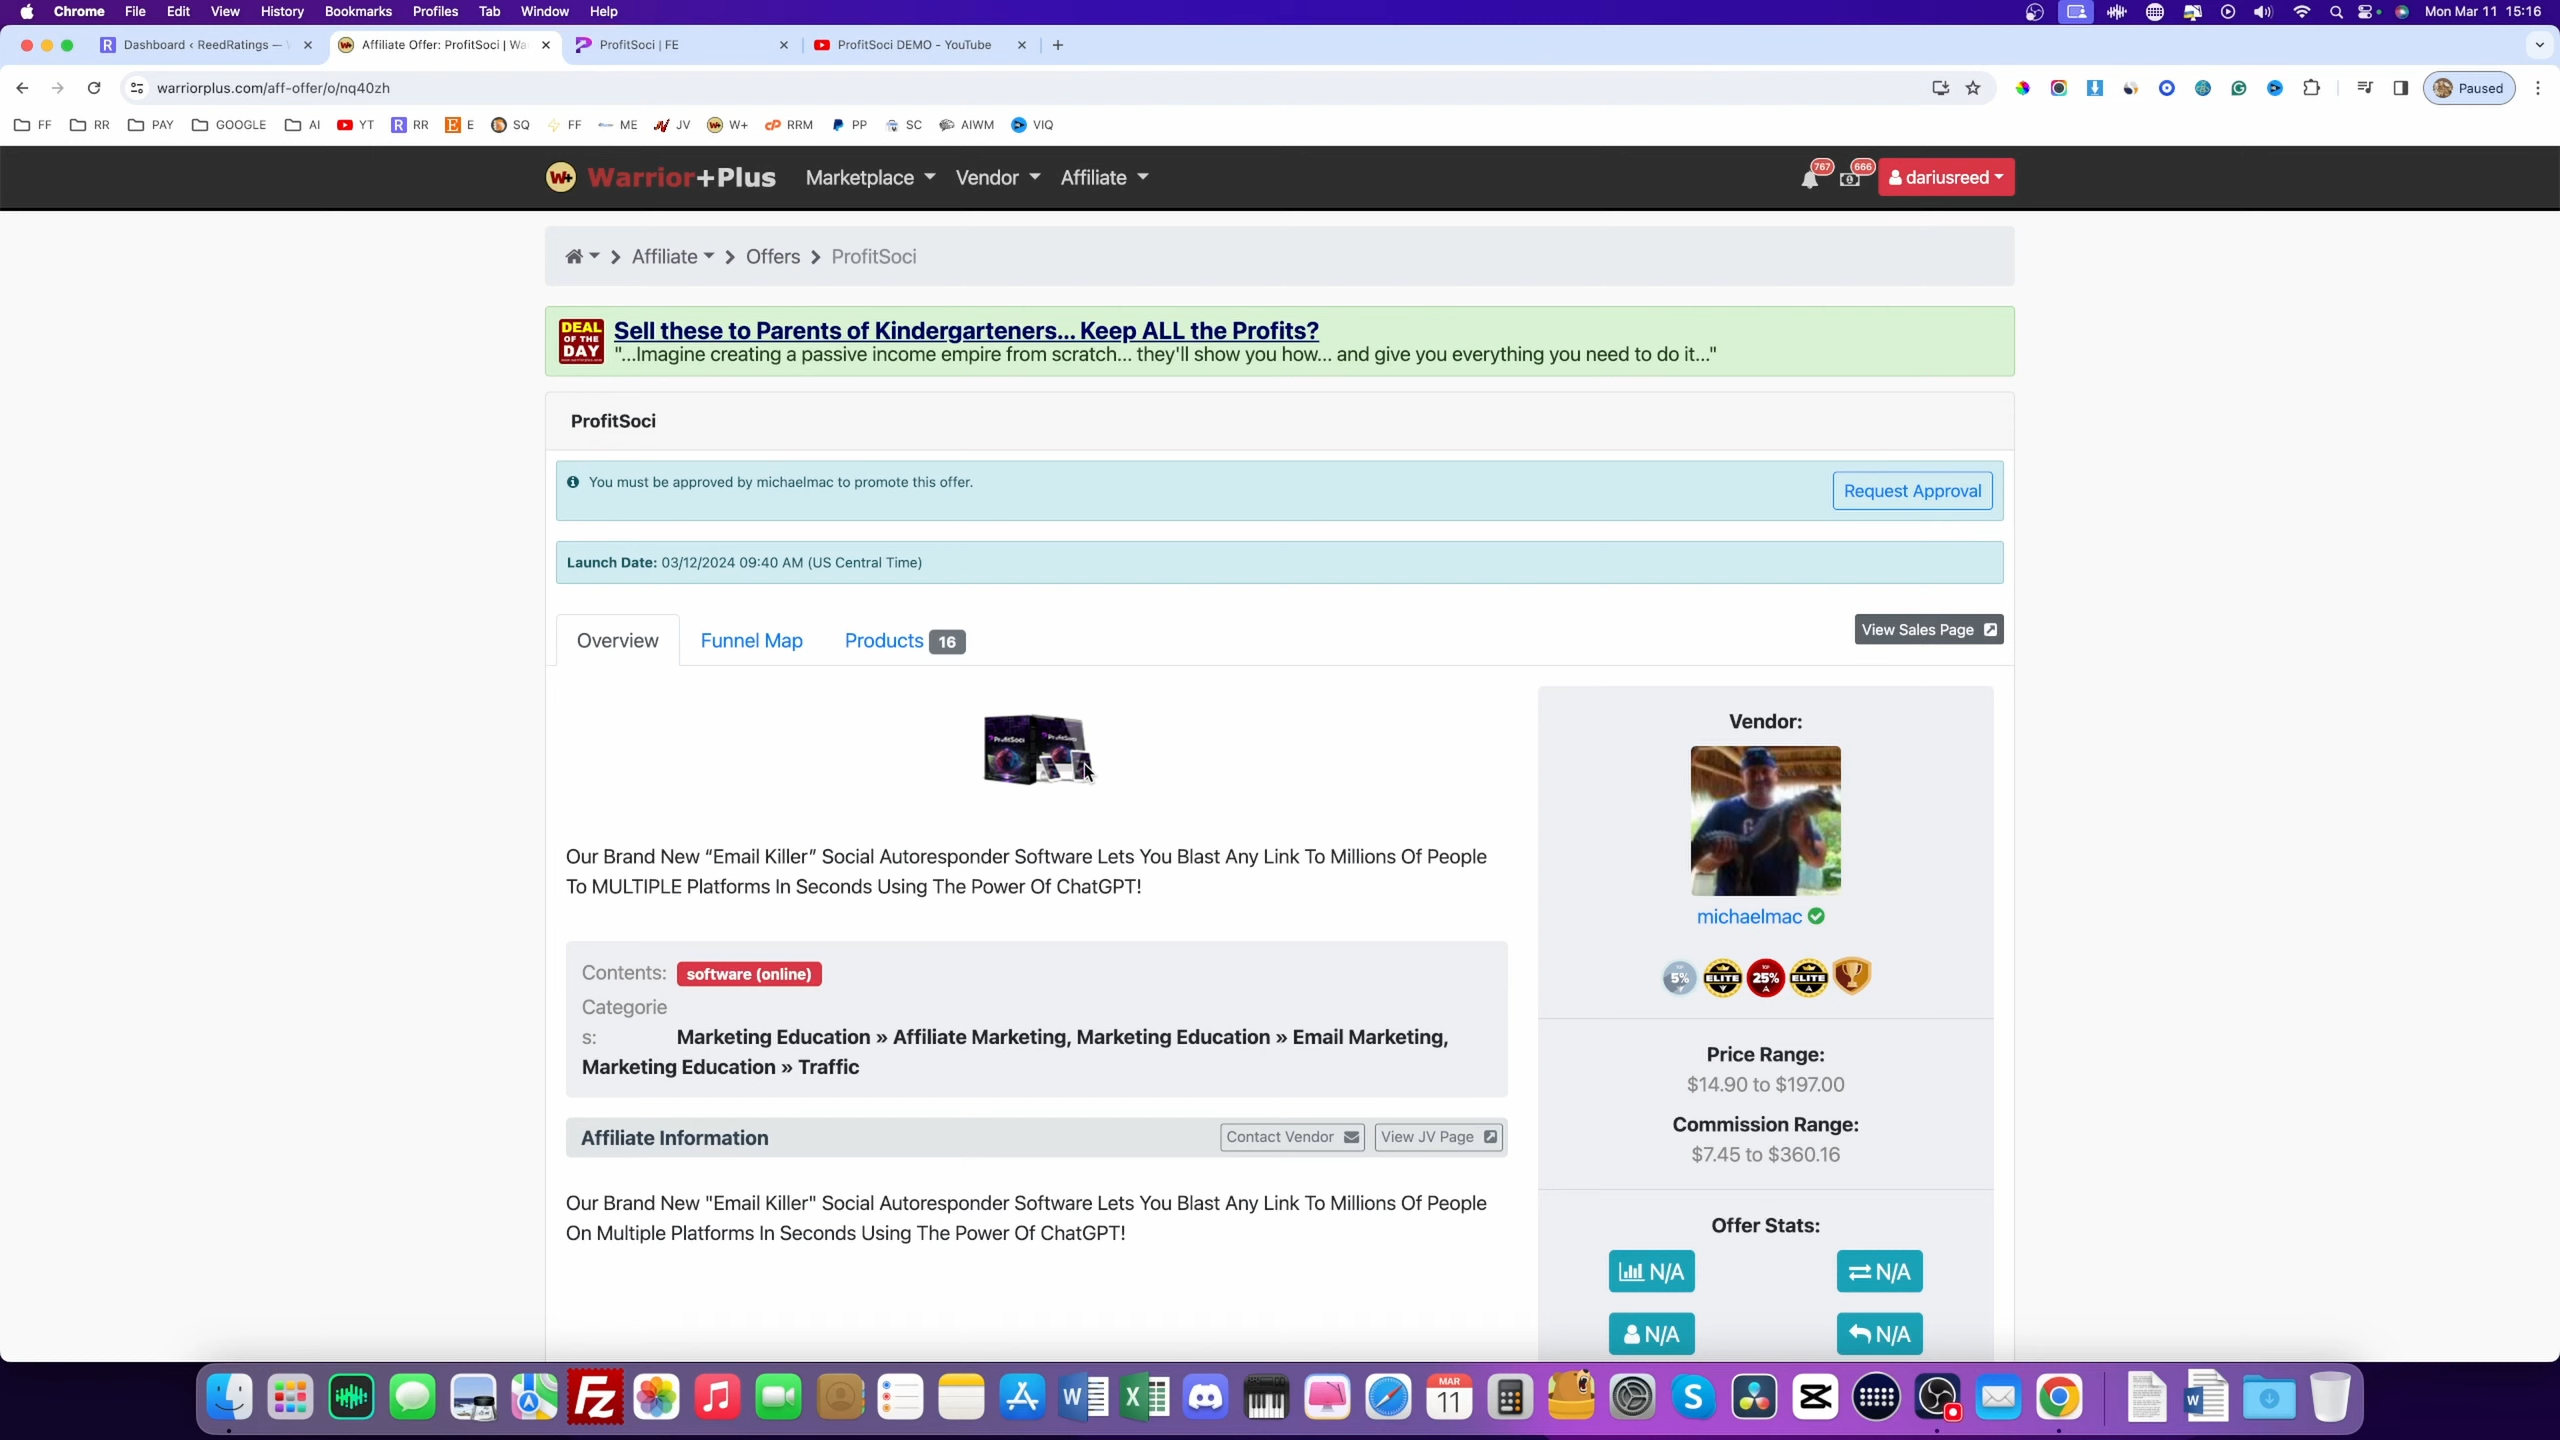 Chrome File Edit View History Bookmarks Profiles Tab Window Help Mon Mar 11 15:16
Dashboard ‹ ReedRatings — Affiliate Offer: ProfitSoci | Wa ProfitSoci | FE ProfitSoci DEMO - YouTube
warriorplus.com/aff-offer/o/nq40zh Paused
FF RR PAY GOOGLE AI YT RR E SQ FF ME JV W+ RRM PP SC AIWM VIQ
W+ Warrior+Plus Marketplace Vendor Affiliate 767 666 dariusreed
Affiliate Offers ProfitSoci
DEAL OF THE DAY
Sell these to Parents of Kindergarteners... Keep ALL the Profits?
"...Imagine creating a passive income empire from scratch... they'll show you how... and give you everything you need to do it..."
ProfitSoci
You must be approved by michaelmac to promote this offer. Request Approval
Launch Date: 03/12/2024 09:40 AM (US Central Time)
Overview Funnel Map Products 16 View Sales Page
Vendor:
ProfitSoci
Our Brand New “Email Killer” Social Autoresponder Software Lets You Blast Any Link To Millions Of People
To MULTIPLE Platforms In Seconds Using The Power Of ChatGPT!
michaelmac
5% ELITE 25% ELITE
Contents: software (online)
Categorie
s: Marketing Education » Affiliate Marketing, Marketing Education » Email Marketing,
Marketing Education » Traffic
Price Range:
$14.90 to $197.00
Commission Range:
$7.45 to $360.16
Affiliate Information Contact Vendor View JV Page
Our Brand New "Email Killer" Social Autoresponder Software Lets You Blast Any Link To Millions Of People
On Multiple Platforms In Seconds Using The Power Of ChatGPT!
Offer Stats:
N/A N/A
N/A N/A
MAR
11